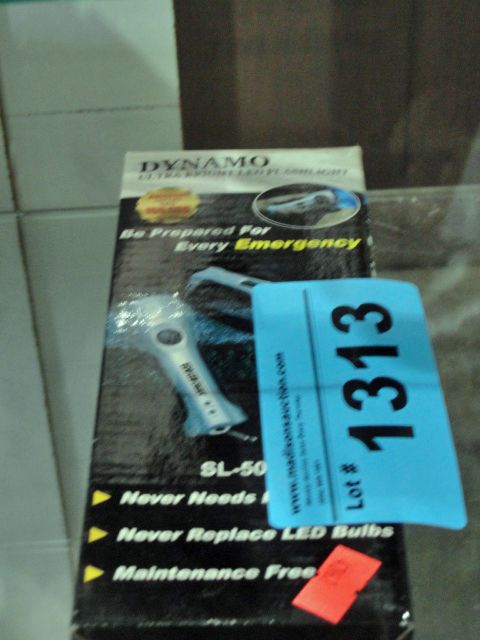 DYNAMO
ULTRA BRIGHT LED FLASHLIGHT
Be Prepared For
Every Emergency
SL-50
Never Needs
Never Replace LED Bulbs
Maintenance Free
www.madisonsauction.com
Lot # 1313